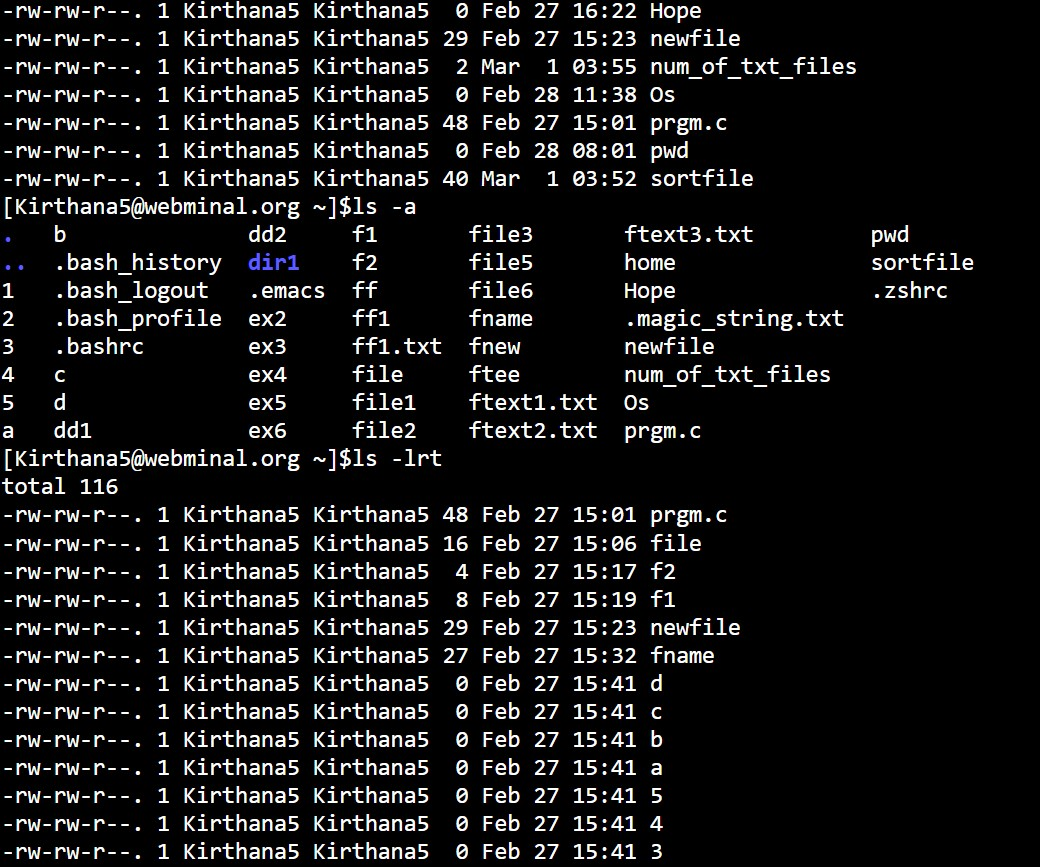 -rw-rw-r--. 1 Kirthana5 Kirthana5  0 Feb 27 16:22 Hope
-rw-rw-r--. 1 Kirthana5 Kirthana5 29 Feb 27 15:23 newfile
-rw-rw-r--. 1 Kirthana5 Kirthana5  2 Mar  1 03:55 num_of_txt_files
-rw-rw-r--. 1 Kirthana5 Kirthana5  0 Feb 28 11:38 Os
-rw-rw-r--. 1 Kirthana5 Kirthana5 48 Feb 27 15:01 prgm.c
-rw-rw-r--. 1 Kirthana5 Kirthana5  0 Feb 28 08:01 pwd
-rw-rw-r--. 1 Kirthana5 Kirthana5 40 Mar  1 03:52 sortfile
[Kirthana5@webminal.org ~]$ls -a
.   b              dd2     f1       file3       ftext3.txt         pwd
..  .bash_history  dir1    f2       file5       home               sortfile
1   .bash_logout   .emacs  ff       file6       Hope               .zshrc
2   .bash_profile  ex2     ff1      fname       .magic_string.txt
3   .bashrc        ex3     ff1.txt  fnew        newfile
4   c              ex4     file     ftee        num_of_txt_files
5   d              ex5     file1    ftext1.txt  Os
a   dd1            ex6     file2    ftext2.txt  prgm.c
[Kirthana5@webminal.org ~]$ls -lrt
total 116
-rw-rw-r--. 1 Kirthana5 Kirthana5 48 Feb 27 15:01 prgm.c
-rw-rw-r--. 1 Kirthana5 Kirthana5 16 Feb 27 15:06 file
-rw-rw-r--. 1 Kirthana5 Kirthana5  4 Feb 27 15:17 f2
-rw-rw-r--. 1 Kirthana5 Kirthana5  8 Feb 27 15:19 f1
-rw-rw-r--. 1 Kirthana5 Kirthana5 29 Feb 27 15:23 newfile
-rw-rw-r--. 1 Kirthana5 Kirthana5 27 Feb 27 15:32 fname
-rw-rw-r--. 1 Kirthana5 Kirthana5  0 Feb 27 15:41 d
-rw-rw-r--. 1 Kirthana5 Kirthana5  0 Feb 27 15:41 c
-rw-rw-r--. 1 Kirthana5 Kirthana5  0 Feb 27 15:41 b
-rw-rw-r--. 1 Kirthana5 Kirthana5  0 Feb 27 15:41 a
-rw-rw-r--. 1 Kirthana5 Kirthana5  0 Feb 27 15:41 5
-rw-rw-r--. 1 Kirthana5 Kirthana5  0 Feb 27 15:41 4
-rw-rw-r--. 1 Kirthana5 Kirthana5  0 Feb 27 15:41 3